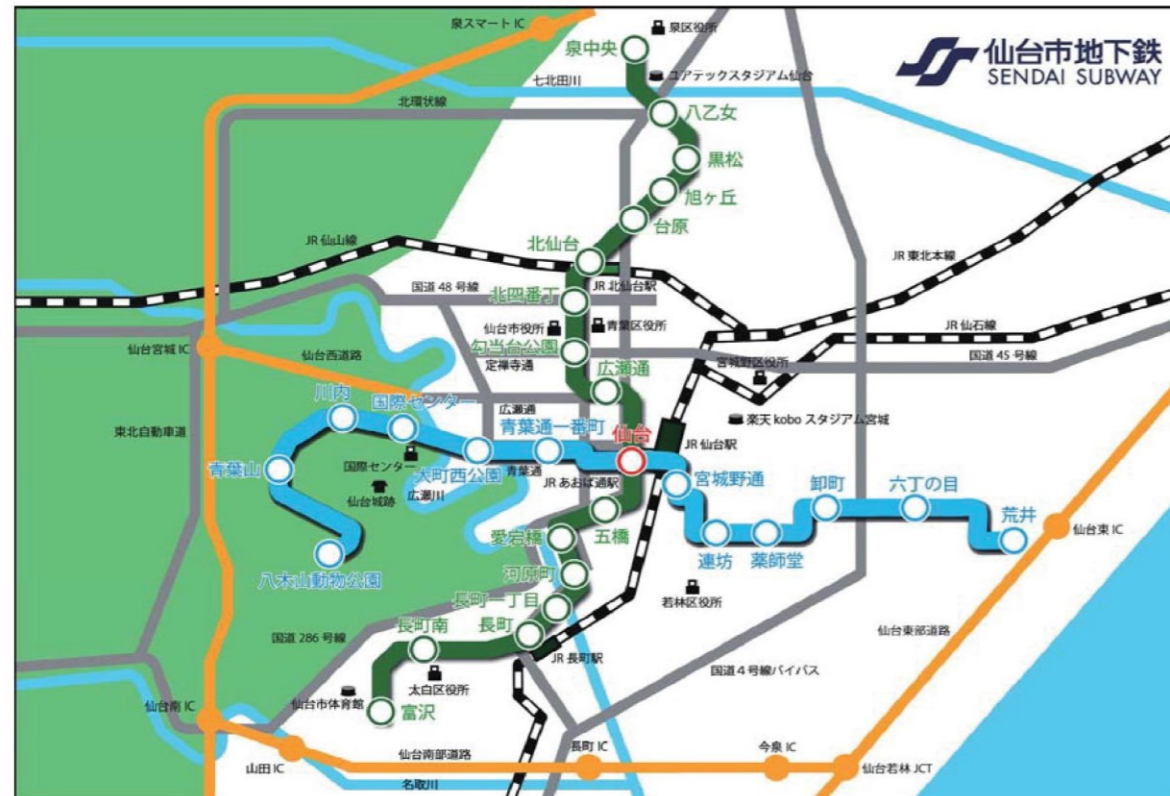 泉スマート IC
泉区役所
泉中央
仙台市地下鉄
SENDAI SUBWAY
ユアテックスタジアム仙台
七北田川
北環状線
八乙女
黒松
旭ヶ丘
台原
JR 仙山線
北仙台
JR 東北本線
JR 北仙台駅
国道 48 号線
北四番丁
仙台市役所
青葉区役所
JR 仙石線
仙台宮城 IC
仙台西道路
勾当台公園
定禅寺通
宮城野区役所
国道 45 号線
広瀬通
川内
国際センター
広瀬通
楽天 kobo スタジアム宮城
東北自動車道
青葉通一番町
仙台
JR 仙台駅
青葉山
国際センター
大町西公園
青葉通
JR あおば通駅
宮城野通
卸町
六丁の目
仙台城跡
広瀬川
荒井
五橋
仙台東 IC
愛宕橋
連坊
薬師堂
八木山動物公園
河原町
若林区役所
長町一丁目
長町南
長町
仙台東部道路
国道 286 号線
JR 長町駅
国道４号線バイパス
太白区役所
仙台市体育館
仙台南 IC
富沢
仙台南部道路
長町 IC
今泉 IC
山田 IC
仙台若林 JCT
名取川